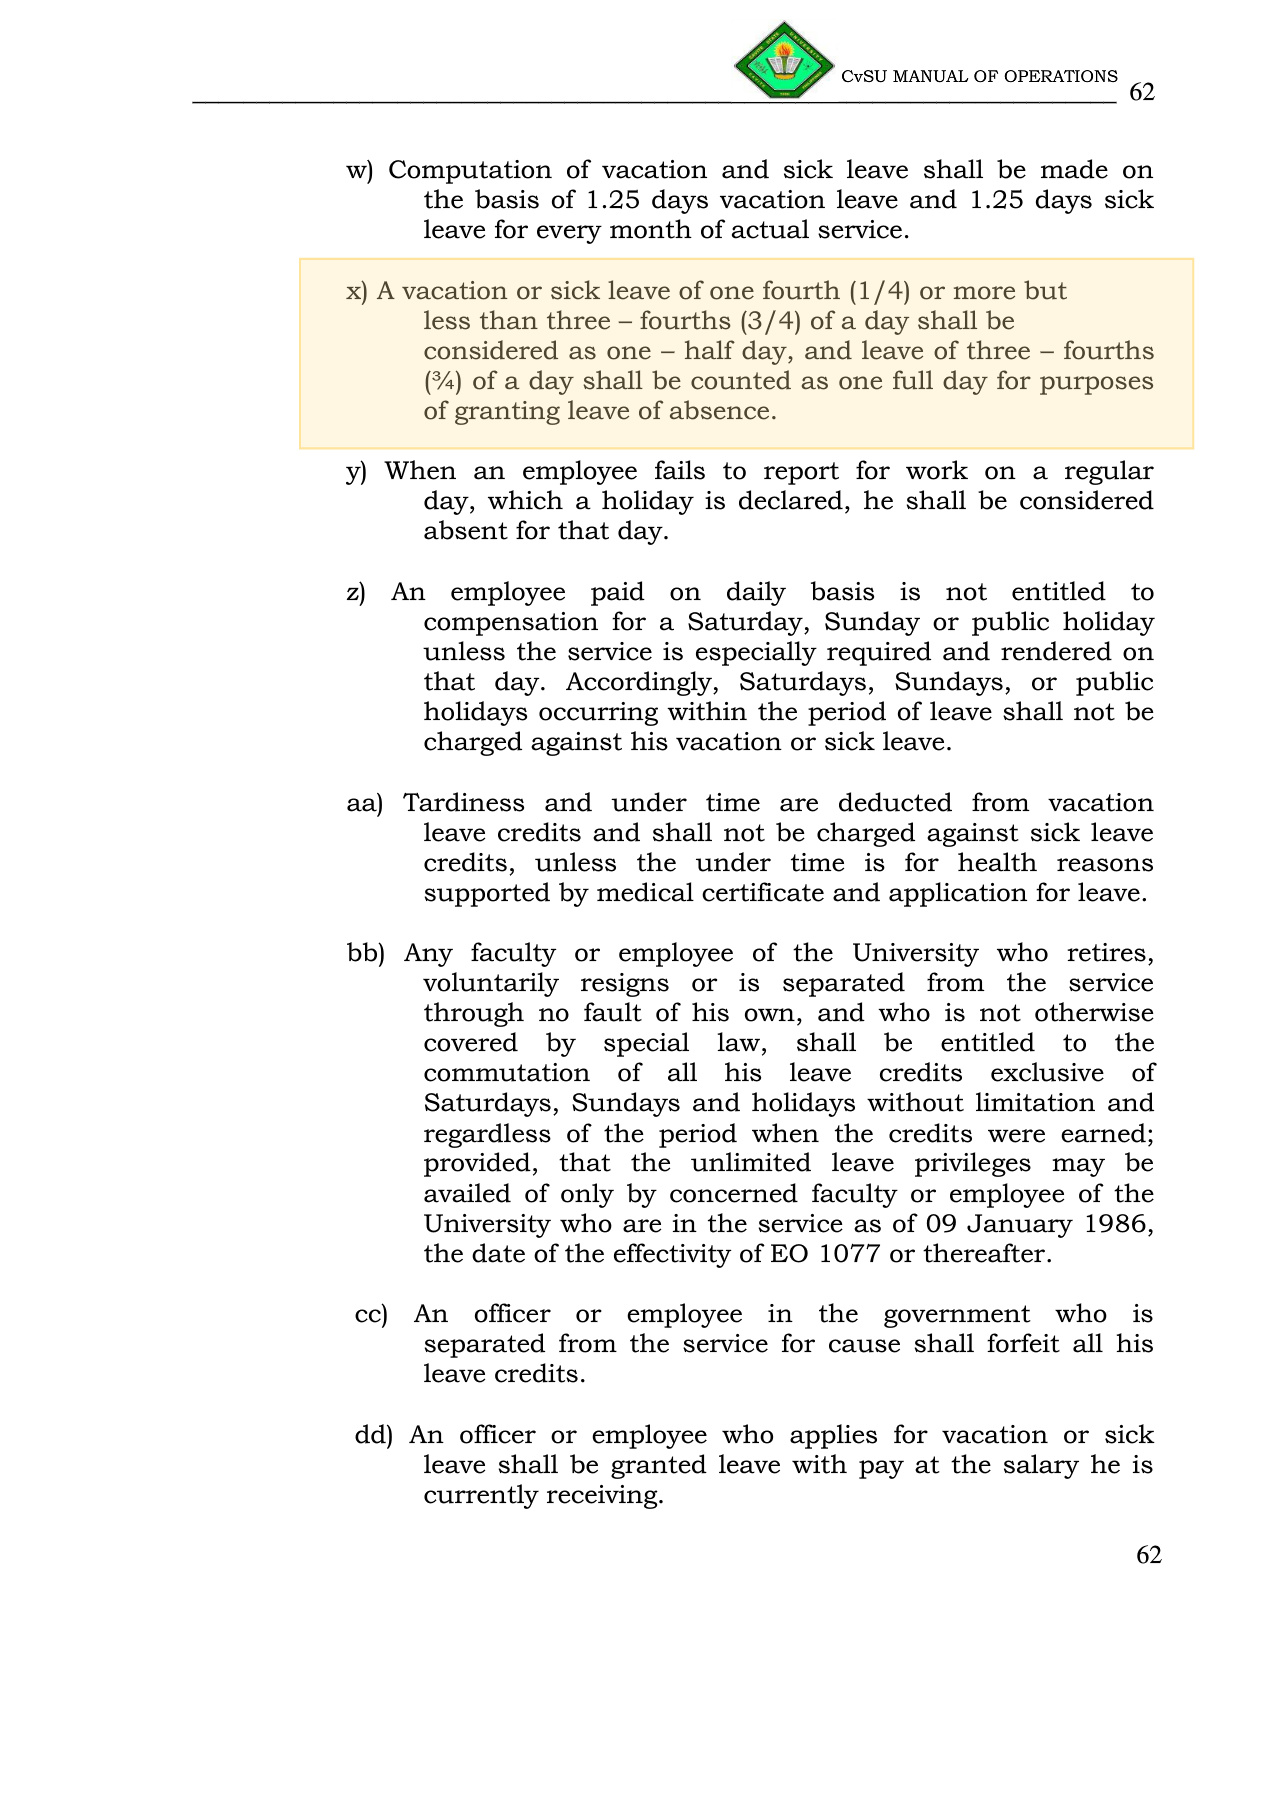 CvSU MANUAL OF OPERATIONS
62
w) Computation of vacation and sick leave shall be made on
the basis of 1.25 days vacation leave and 1.25 days sick
leave for every month of actual service.
x) A vacation or sick leave of one fourth (1/4) or more but
less than three – fourths (3/4) of a day shall be
considered as one – half day, and leave of three – fourths
(¾) of a day shall be counted as one full day for purposes
of granting leave of absence.
y) When an employee fails to report for work on a regular
day, which a holiday is declared, he shall be considered
absent for that day.
z) An employee paid on daily basis is not entitled to
compensation for a Saturday, Sunday or public holiday
unless the service is especially required and rendered on
that day. Accordingly, Saturdays, Sundays, or public
holidays occurring within the period of leave shall not be
charged against his vacation or sick leave.
aa) Tardiness and under time are deducted from vacation
leave credits and shall not be charged against sick leave
credits, unless the under time is for health reasons
supported by medical certificate and application for leave.
bb) Any faculty or employee of the University who retires,
voluntarily resigns or is separated from the service
through no fault of his own, and who is not otherwise
covered by special law, shall be entitled to the
commutation of all his leave credits exclusive of
Saturdays, Sundays and holidays without limitation and
regardless of the period when the credits were earned;
provided, that the unlimited leave privileges may be
availed of only by concerned faculty or employee of the
University who are in the service as of 09 January 1986,
the date of the effectivity of EO 1077 or thereafter.
cc) An officer or employee in the government who is
separated from the service for cause shall forfeit all his
leave credits.
dd) An officer or employee who applies for vacation or sick
leave shall be granted leave with pay at the salary he is
currently receiving.
62